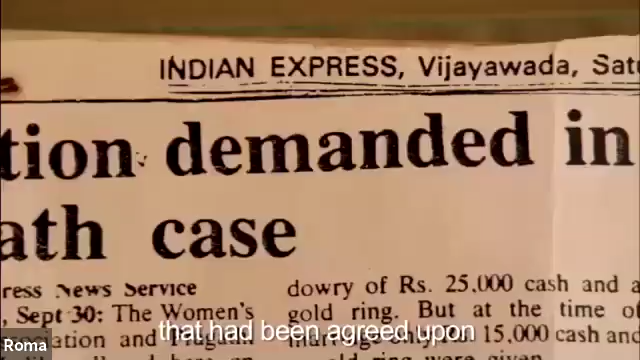 INDIAN EXPRESS, Vijayawada,
tion demanded in
ath case
ress News Service
Sept 30: The Women's
ation and
dowry of Rs. 25,000 cash and a
gold ring. But at the time of
15,000 cash and
that had been agreed upon
Roma